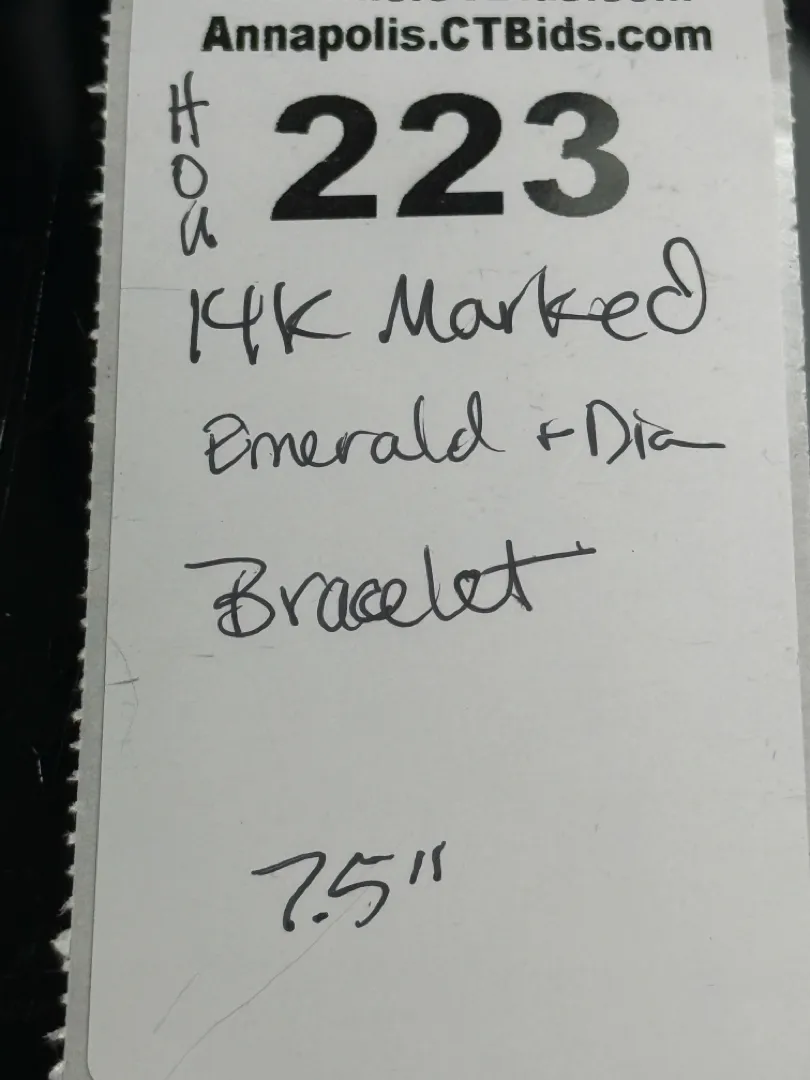 Annapolis.CTBids.com
223
14K Marked
Emerald + Dia
Bracelet
7.5"